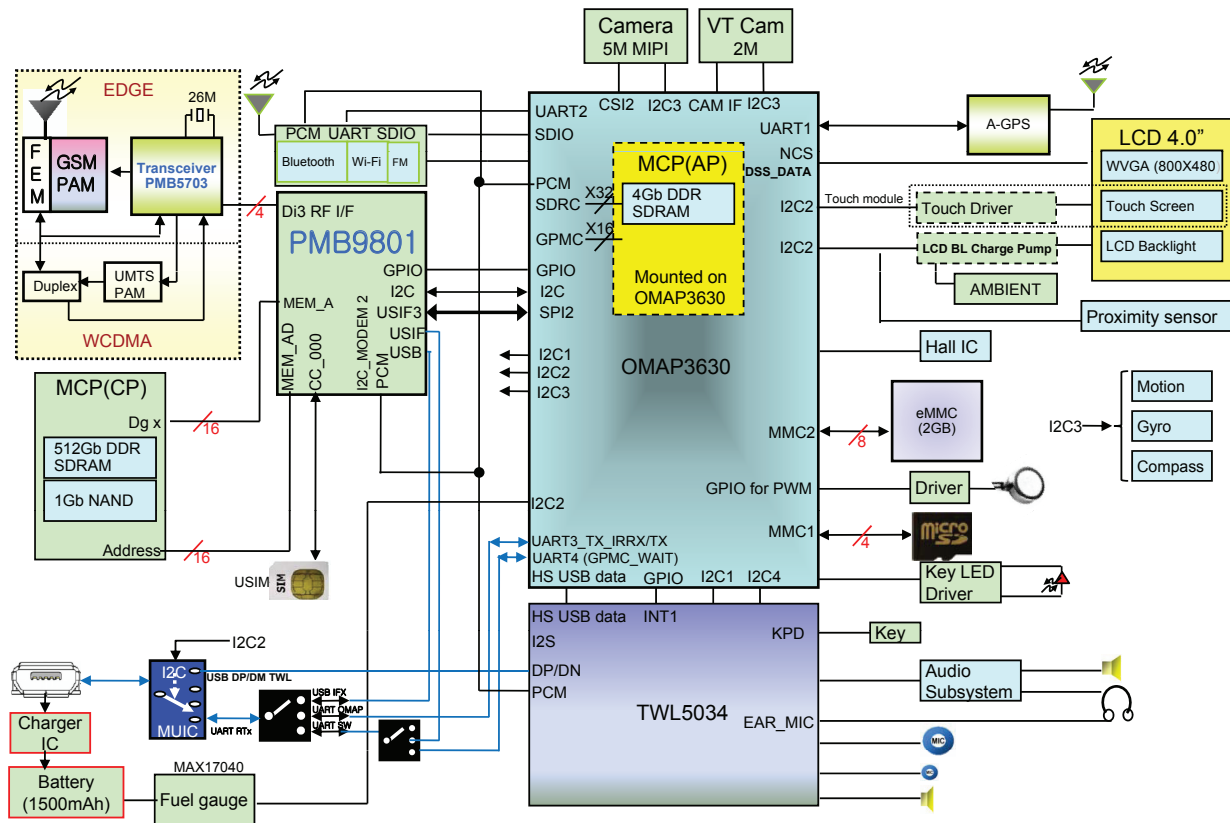 Camera
5M MIPI
VT Cam
2M
EDGE
26M
FEM
GSM
PAM
Transceiver
PMB5703
Duplex
UMTS
PAM
WCDMA
PCM UART SDIO
Bluetooth
Wi-Fi
FM
4
Di3 RF I/F
PMB9801
GPIO
I2C
USIF3
USIF
USB
MEM_A
MEM_AD
CC_000
I2C_MODEM 2
PCM
MCP(CP)
Dg x
16
512Gb DDR
SDRAM
1Gb NAND
Address
16
USIM
SIM
CSI2
I2C3
CAM IF
I2C3
UART2
SDIO
PCM
SDRC
X32
GPMC
X16
GPIO
I2C
SPI2
I2C1
I2C2
I2C3
MCP(AP)
4Gb DDR
SDRAM
Mounted on
OMAP3630
OMAP3630
UART1
NCS
DSS_DATA
I2C2
I2C2
MMC2
8
GPIO for PWM
MMC1
4
I2C2
UART3_TX_IRRX/TX
UART4 (GPMC_WAIT)
HS USB data
GPIO
I2C1
I2C4
A-GPS
LCD 4.0”
WVGA (800X480)
Touch module
Touch Driver
Touch Screen
LCD BL Charge Pump
LCD Backlight
AMBIENT
Proximity sensor
Hall IC
eMMC
(2GB)
I2C3
Motion
Gyro
Compass
Driver
micro
SD
Key LED
Driver
HS USB data
INT1
I2S
DP/DN
PCM
TWL5034
KPD
EAR_MIC
Key
Audio
Subsystem
MIC
I2C2
I2C
USB DP/DM TWL
MUIC
UART RTx
USB IFX
UART OMAP
UART SW
Charger
IC
Battery
(1500mAh)
MAX17040
Fuel gauge